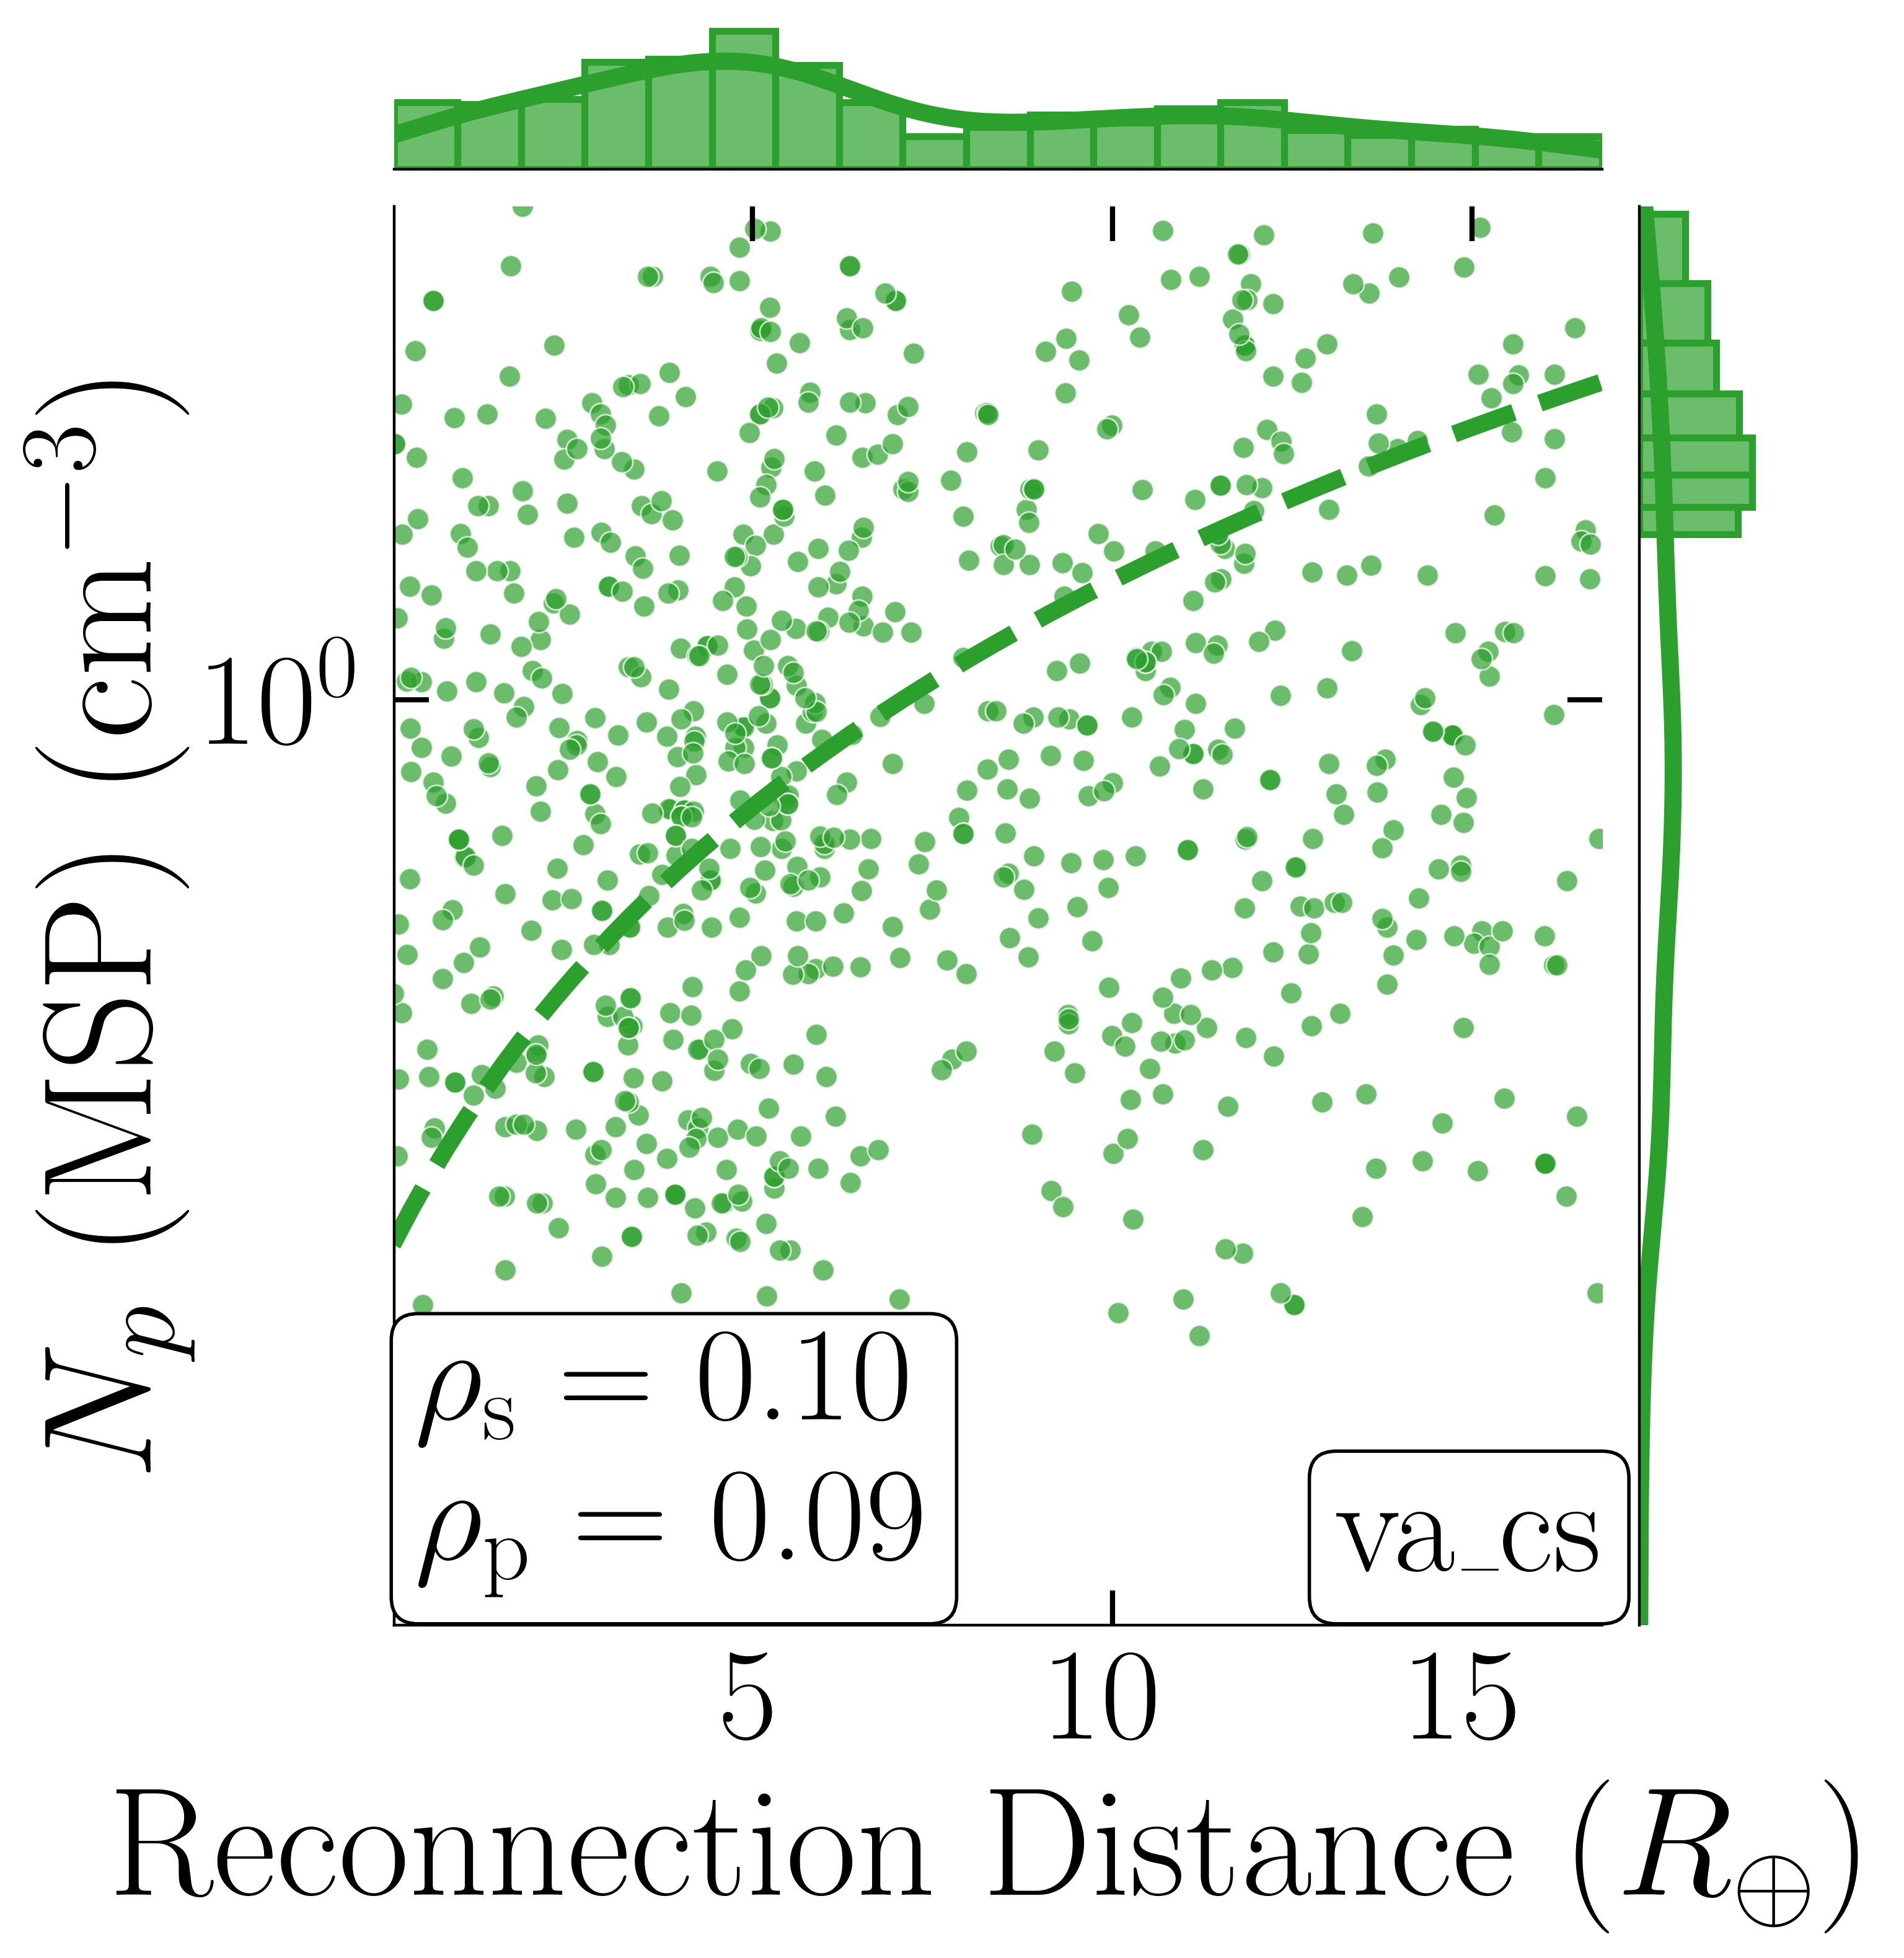 N_p (MSP) (cm^{-3})
10^0
ρ_s = 0.10
ρ_p = 0.09
va_cs
5 10 15
Reconnection Distance (R_⊕)